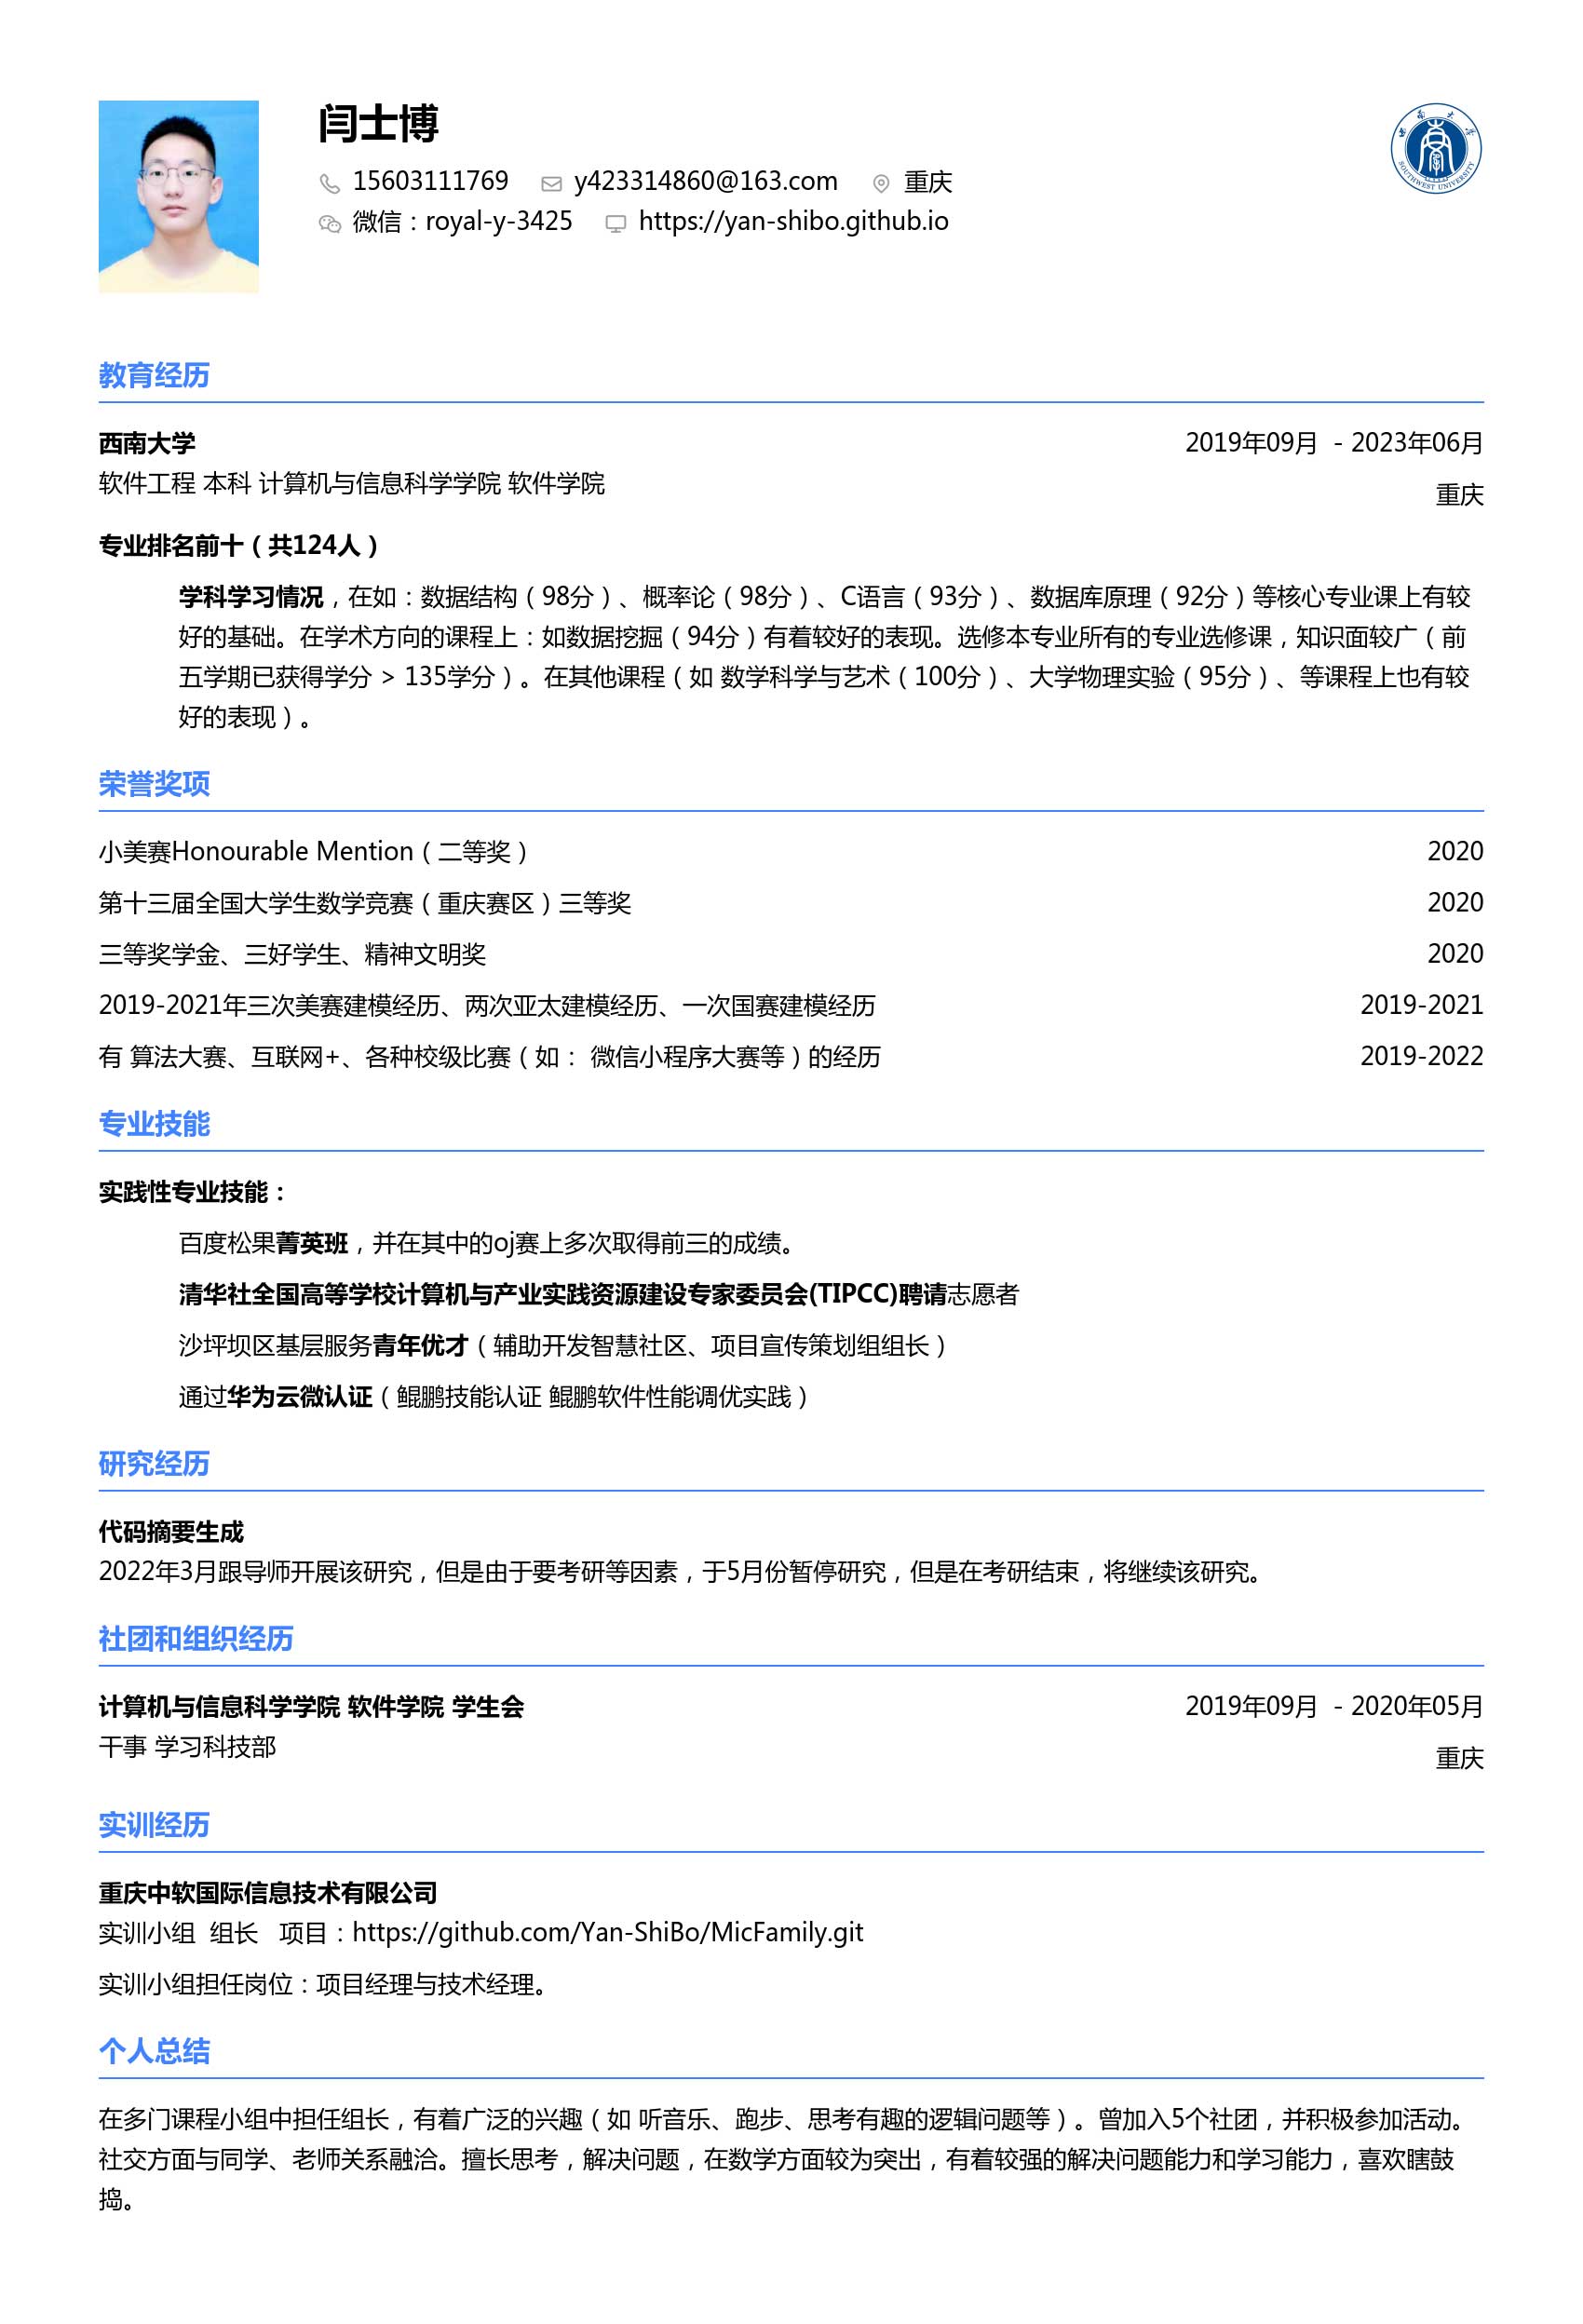 闫士博
15603111769 y423314860@163.com 重庆
微信：royal-y-3425 https://yan-shibo.github.io
西南大学
SOUTHWEST UNIVERSITY
教育经历
西南大学 2019年09月 - 2023年06月
软件工程 本科 计算机与信息科学学院 软件学院
重庆
专业排名前十（共124人）
学科学习情况，在如：数据结构（98分）、概率论（98分）、C语言（93分）、数据库原理（92分）等核心专业课上有较
好的基础。在学术方向的课程上：如数据挖掘（94分）有着较好的表现。选修本专业所有的专业选修课，知识面较广（前
五学期已获得学分 > 135学分）。在其他课程（如 数学科学与艺术（100分）、大学物理实验（95分）、等课程上也有较
好的表现）。
荣誉奖项
小美赛Honourable Mention（二等奖） 2020
第十三届全国大学生数学竞赛（重庆赛区）三等奖 2020
三等奖学金、三好学生、精神文明奖 2020
2019-2021年三次美赛建模经历、两次亚太建模经历、一次国赛建模经历 2019-2021
有 算法大赛、互联网+、各种校级比赛（如： 微信小程序大赛等）的经历 2019-2022
专业技能
实践性专业技能：
百度松果菁英班，并在其中的oj赛上多次取得前三的成绩。
清华社全国高等学校计算机与产业实践资源建设专家委员会(TIPCC)聘请志愿者
沙坪坝区基层服务青年优才（辅助开发智慧社区、项目宣传策划组组长）
通过华为云微认证（鲲鹏技能认证 鲲鹏软件性能调优实践）
研究经历
代码摘要生成
2022年3月跟导师开展该研究，但是由于要考研等因素，于5月份暂停研究，但是在考研结束，将继续该研究。
社团和组织经历
计算机与信息科学学院 软件学院 学生会 2019年09月 - 2020年05月
干事 学习科技部
重庆
实训经历
重庆中软国际信息技术有限公司
实训小组 组长 项目：https://github.com/Yan-ShiBo/MicFamily.git
实训小组担任岗位：项目经理与技术经理。
个人总结
在多门课程小组中担任组长，有着广泛的兴趣（如 听音乐、跑步、思考有趣的逻辑问题等）。曾加入5个社团，并积极参加活动。
社交方面与同学、老师关系融洽。擅长思考，解决问题，在数学方面较为突出，有着较强的解决问题能力和学习能力，喜欢瞎鼓
捣。